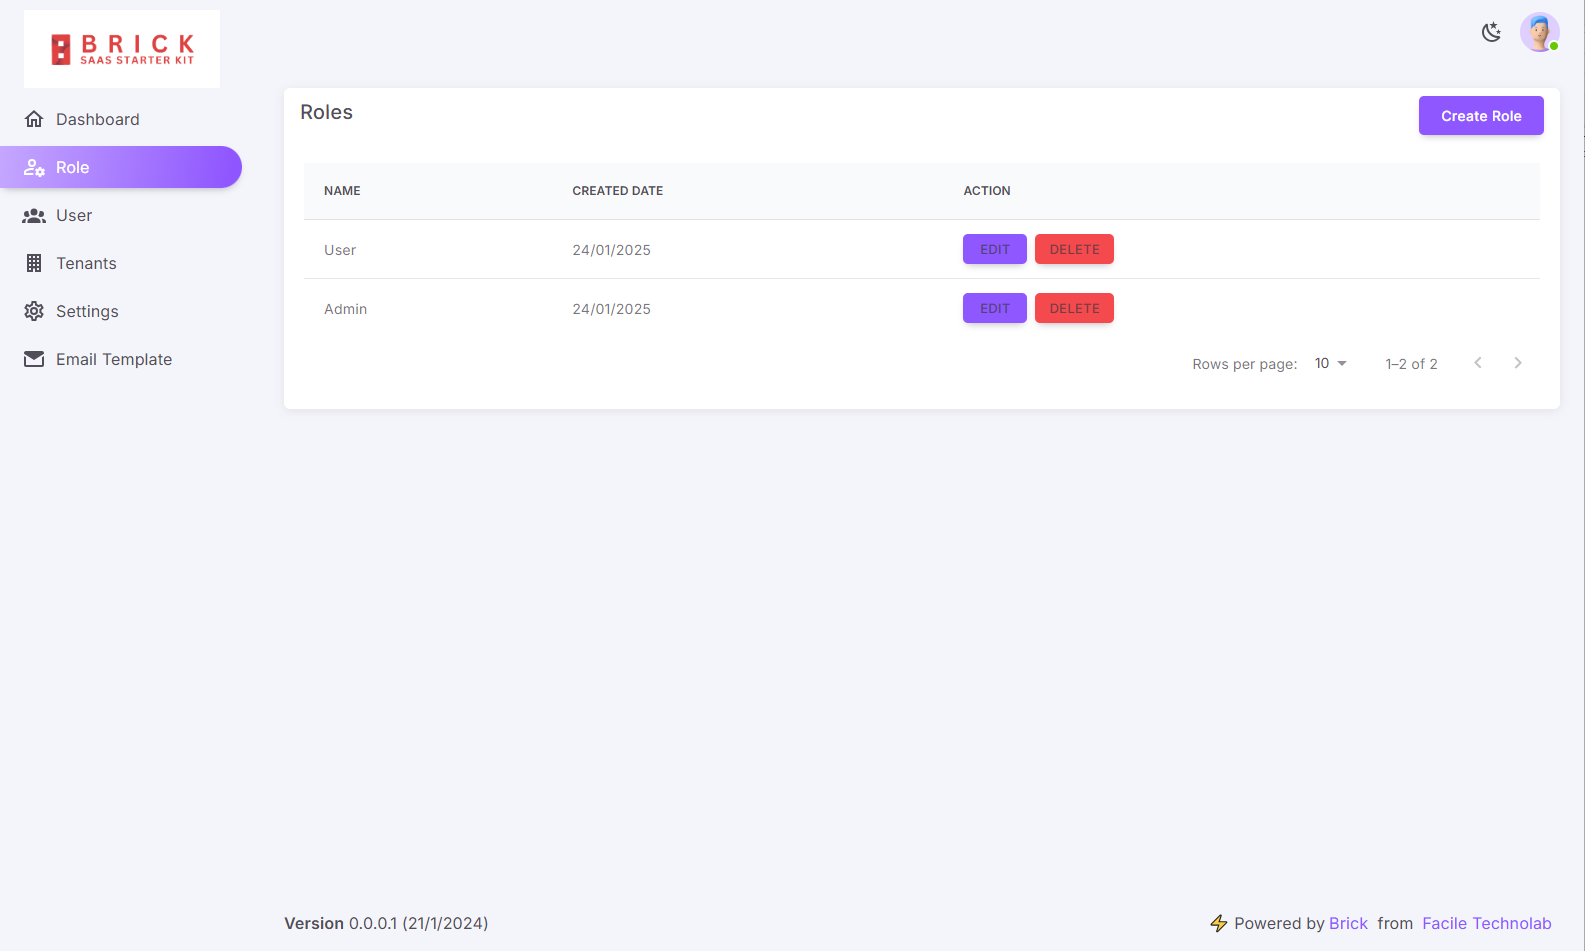 BRICK
SAAS STARTER KIT
Dashboard
Role
User
Tenants
Settings
Email Template
Roles
Create Role
NAME CREATED DATE ACTION
User 24/01/2025 EDIT DELETE
Admin 24/01/2025 EDIT DELETE
Rows per page: 10 1–2 of 2
Version 0.0.0.1 (21/1/2024)
Powered by Brick from Facile Technolab